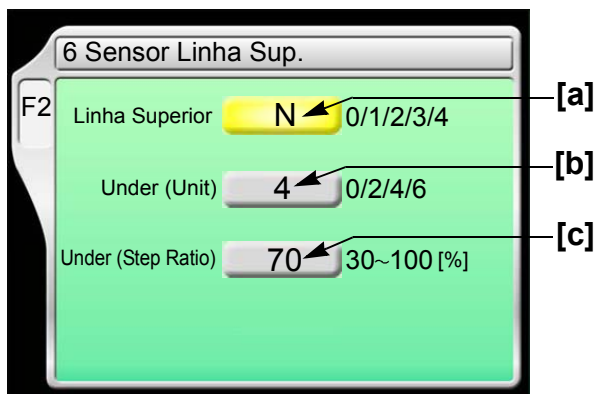 6 Sensor Linha Sup.
F2
Linha Superior N 0/1/2/3/4 [a]
Under (Unit) 4 0/2/4/6 [b]
Under (Step Ratio) 70 30~100 [%] [c]